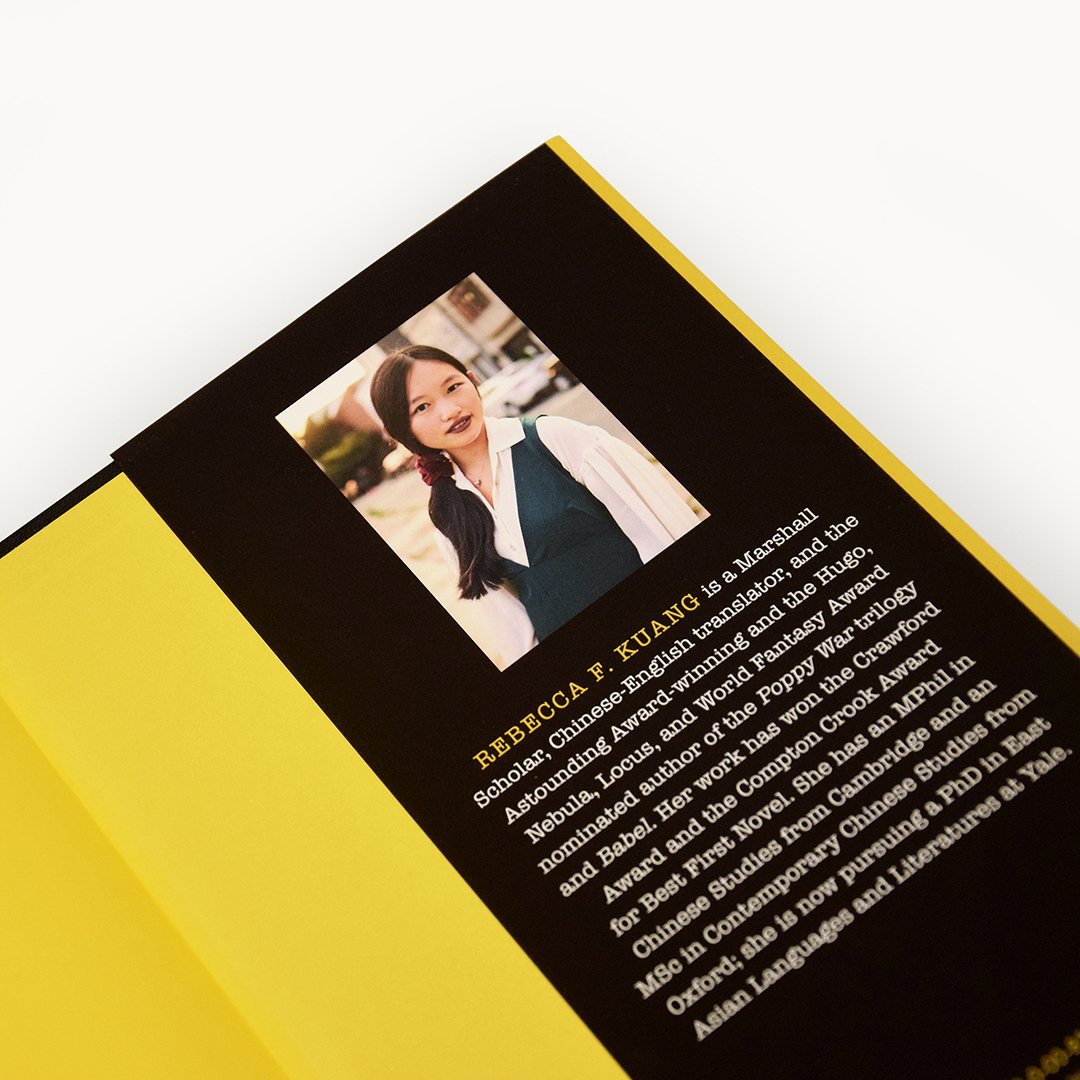 REBECCA F. KUANG is a Marshall
Scholar, Chinese-English translator, and the
Astounding Award-winning and the Hugo,
Nebula, Locus, and World Fantasy Award
nominated author of the Poppy War trilogy
and Babel. Her work has won the Crawford
Award and the Compton Crook Award
for Best First Novel. She has an MPhil in
Chinese Studies from Cambridge and an
MSc in Contemporary Chinese Studies from
Oxford; she is now pursuing a PhD in East
Asian Languages and Literatures at Yale.